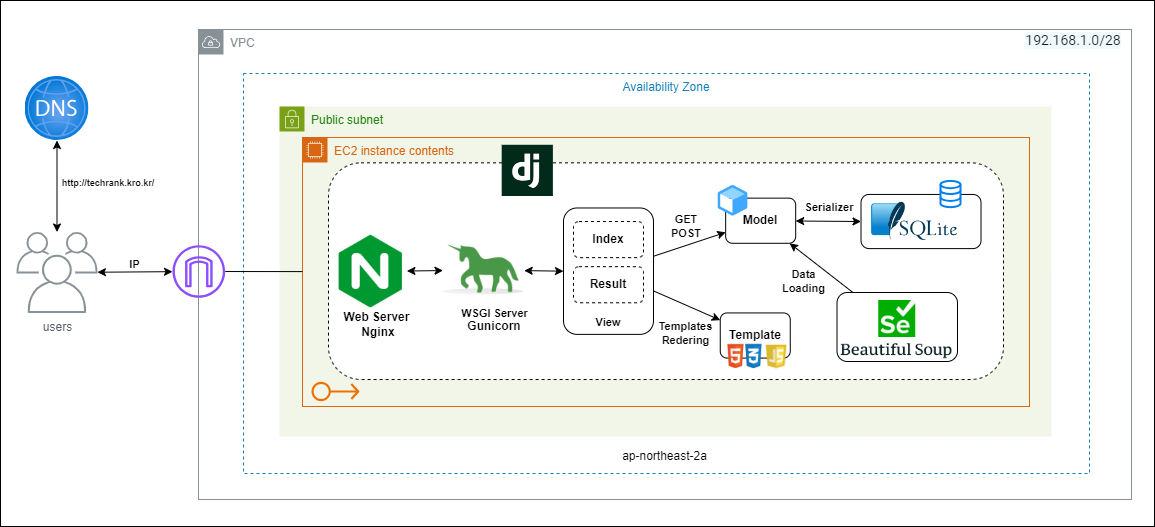 VPC
192.168.1.0/28
Availability Zone
DNS
Public subnet
EC2 instance contents
dj
http://techrank.kro.kr/
IP
users
N
Web Server
Nginx
WSGI Server
Gunicorn
Index
Result
View
GET
POST
Model
Serializer
SQLite
Data
Loading
Templates
Redering
Template
5
3
JS
Se
Beautiful Soup
ap-northeast-2a